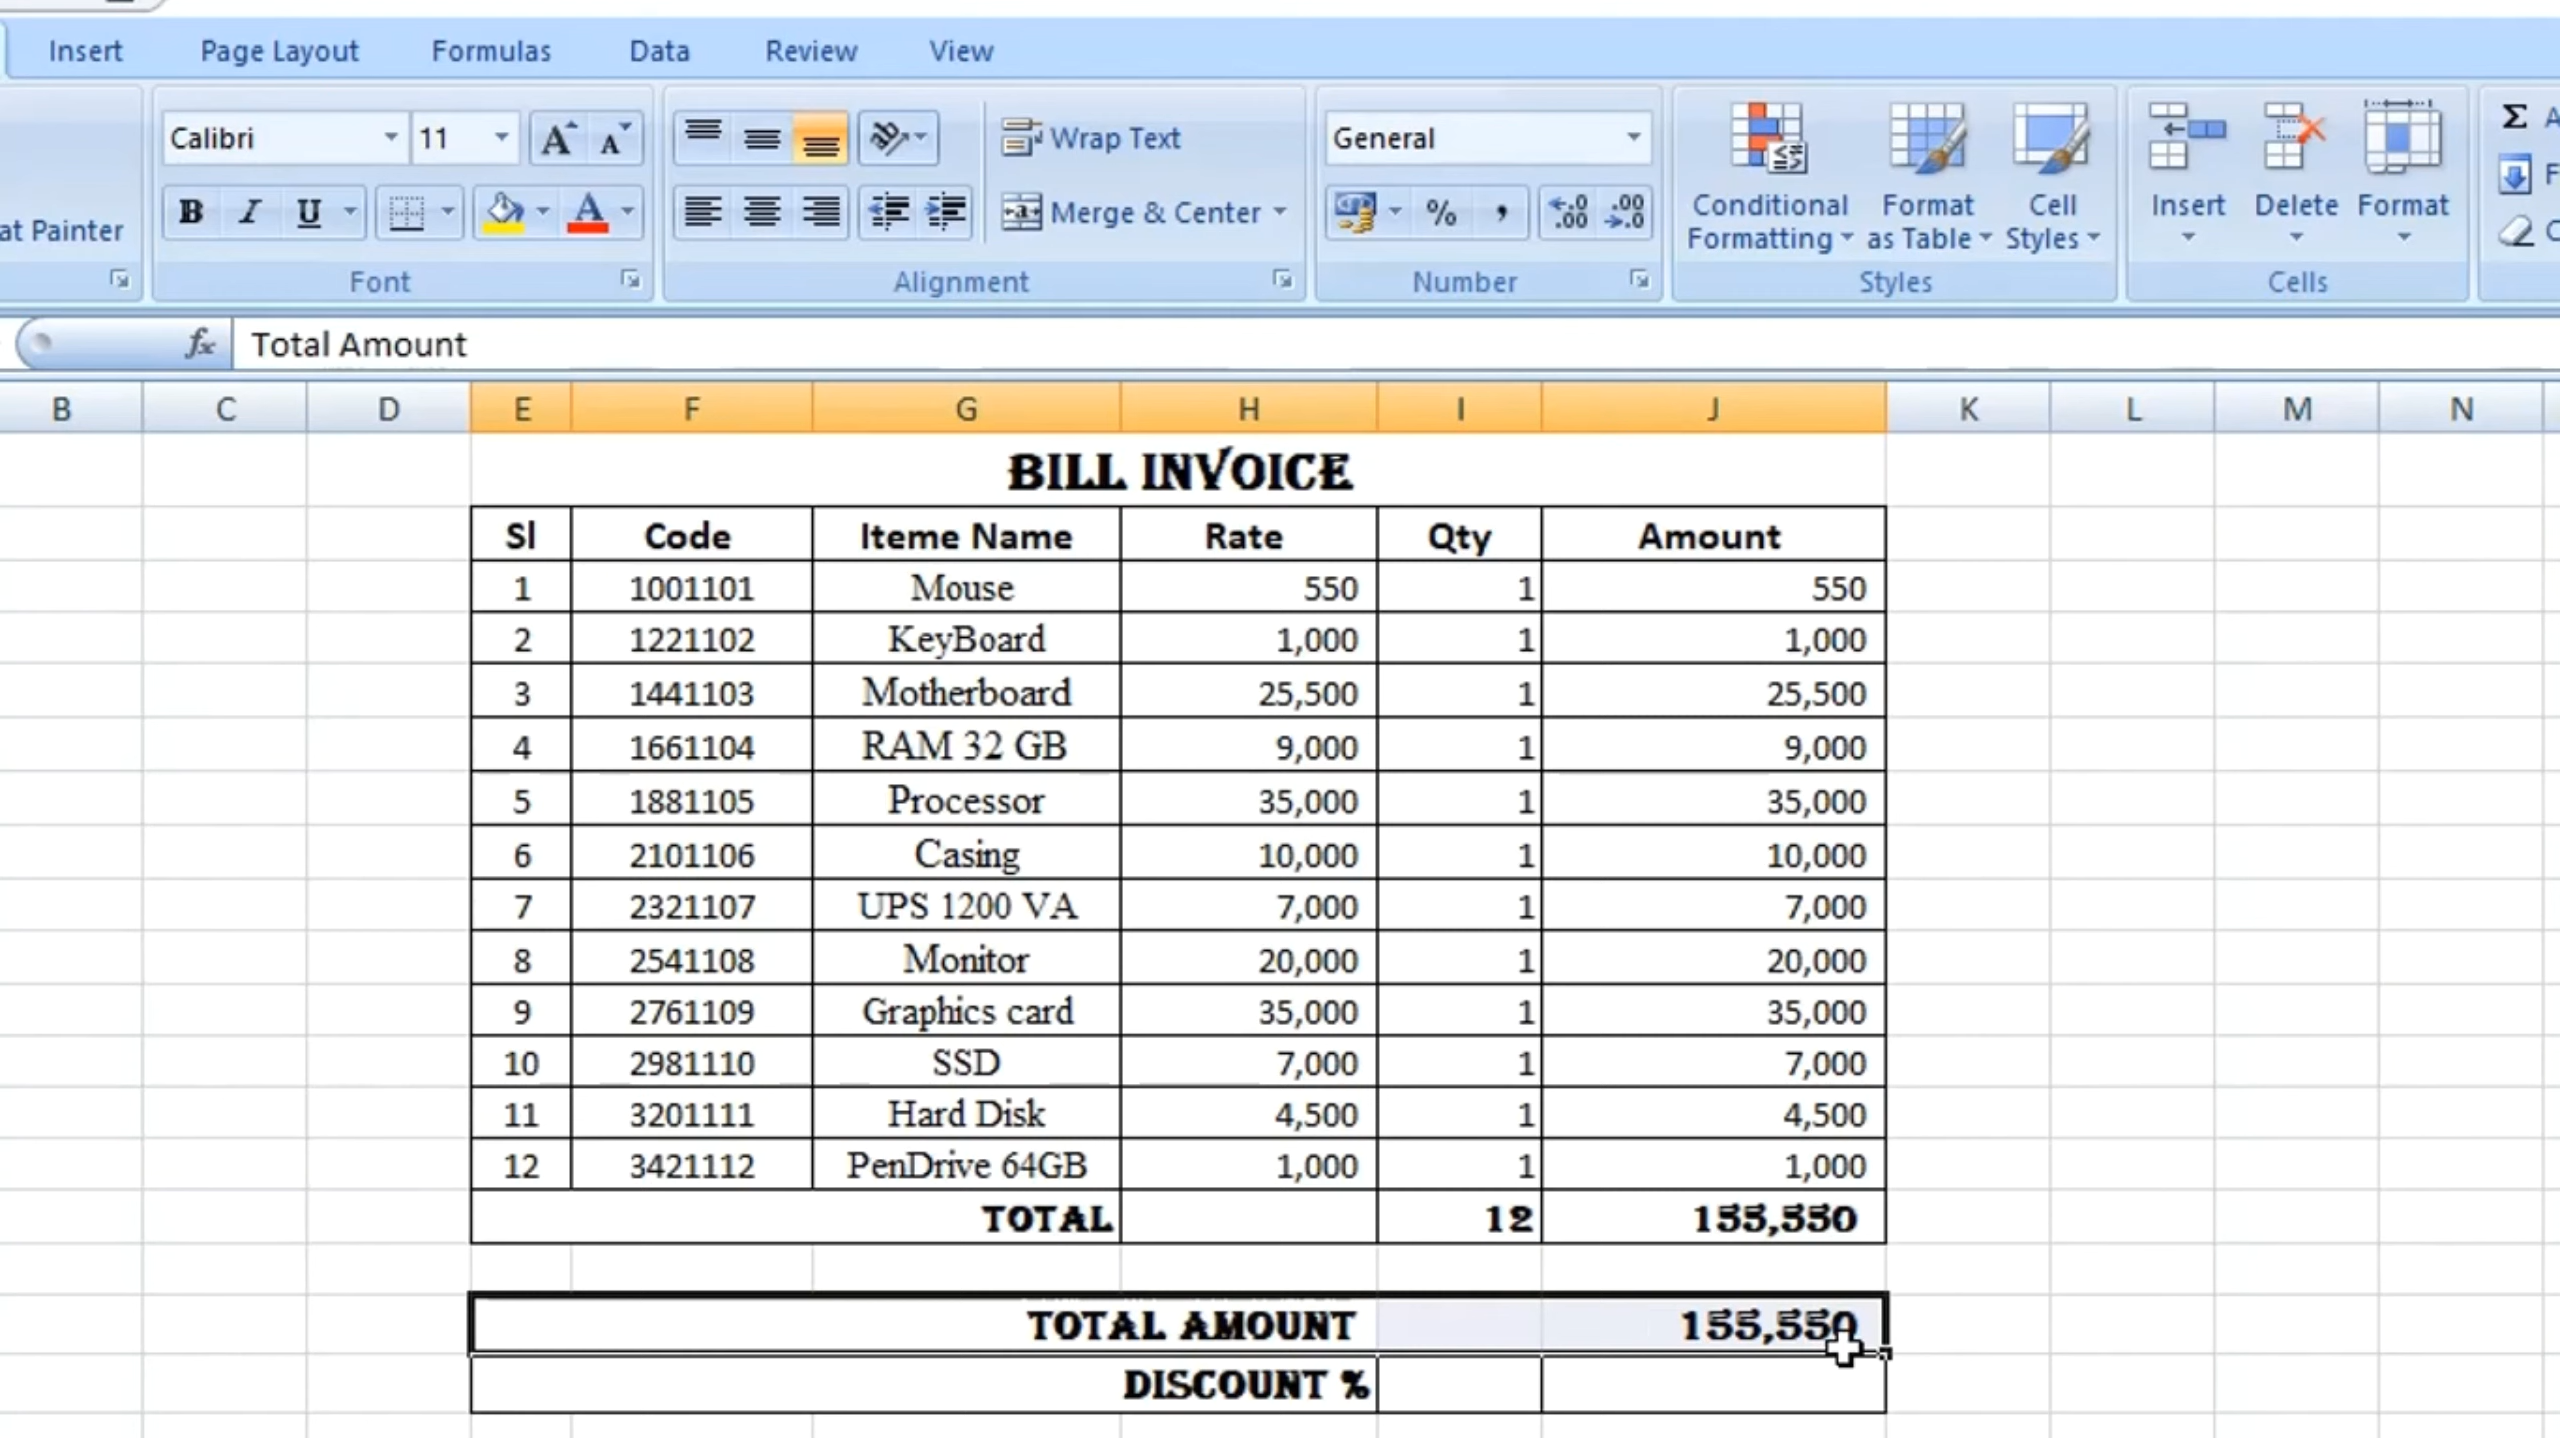 Insert Page Layout Formulas Data Review View
Calibri 11 A A Wrap Text General
B I U A Merge & Center % , .0 .00 .00 .0
at Painter Conditional Formatting Format as Table Cell Styles Insert Delete Format Σ
Font Alignment Number Styles Cells
fx Total Amount
B C D E F G H I J K L M N
BILL INVOICE
Sl Code Iteme Name Rate Qty Amount
1 1001101 Mouse 550 1 550
2 1221102 KeyBoard 1,000 1 1,000
3 1441103 Motherboard 25,500 1 25,500
4 1661104 RAM 32 GB 9,000 1 9,000
5 1881105 Processor 35,000 1 35,000
6 2101106 Casing 10,000 1 10,000
7 2321107 UPS 1200 VA 7,000 1 7,000
8 2541108 Monitor 20,000 1 20,000
9 2761109 Graphics card 35,000 1 35,000
10 2981110 SSD 7,000 1 7,000
11 3201111 Hard Disk 4,500 1 4,500
12 3421112 PenDrive 64GB 1,000 1 1,000
TOTAL 12 155,550
TOTAL AMOUNT 155,550
DISCOUNT %